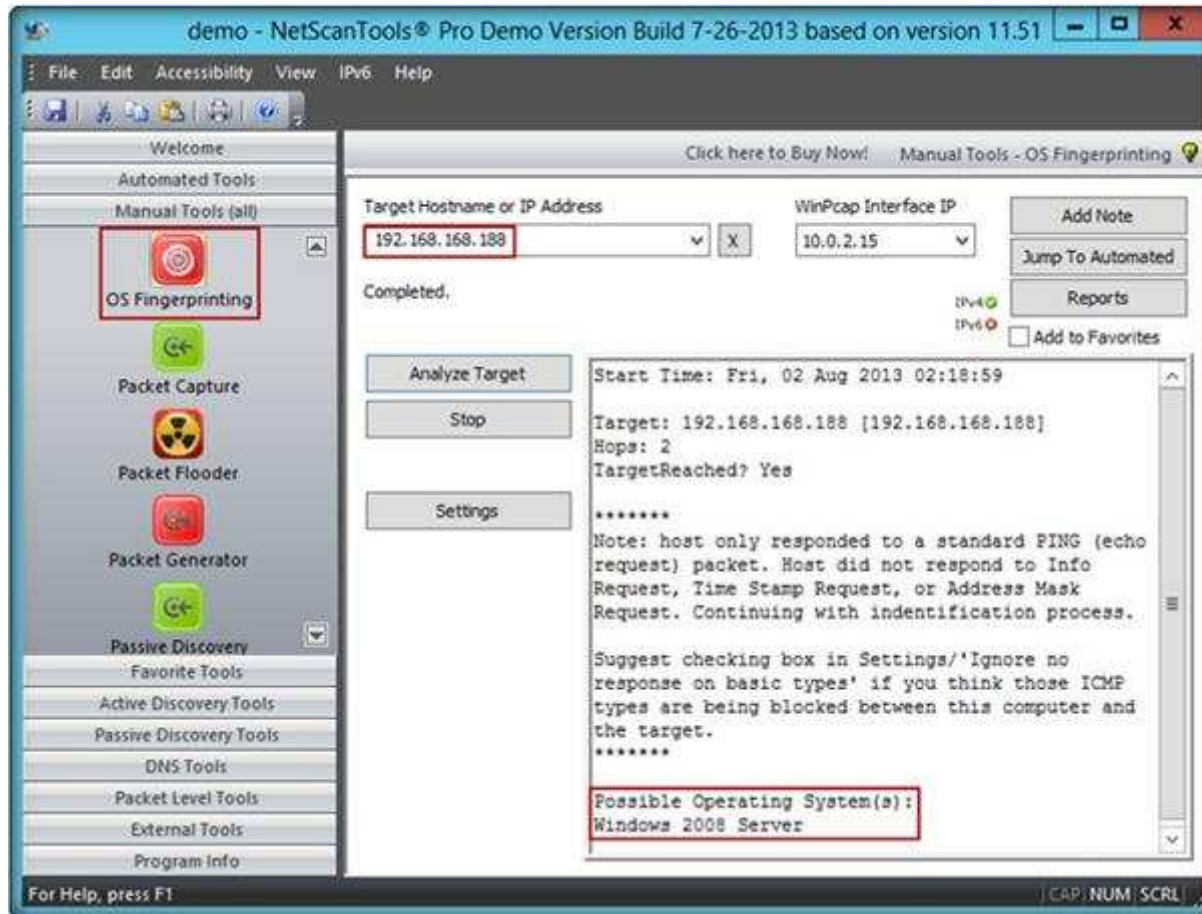 demo - NetScanTools® Pro Demo Version Build 7-26-2013 based on version 11.51
File Edit Accessibility View IPv6 Help
Welcome
Automated Tools
Manual Tools (all)
OS Fingerprinting
Packet Capture
Packet Flooder
Packet Generator
Passive Discovery
Favorite Tools
Active Discovery Tools
Passive Discovery Tools
DNS Tools
Packet Level Tools
External Tools
Program Info
Click here to Buy Now! Manual Tools - OS Fingerprinting
Target Hostname or IP Address
192.168.168.188
X
WinPcap Interface IP
10.0.2.15
Add Note
Jump To Automated
Reports
Add to Favorites
Completed.
IPv4
IPv6
Analyze Target
Stop
Settings
Start Time: Fri, 02 Aug 2013 02:18:59
Target: 192.168.168.188 [192.168.168.188]
Hops: 2
TargetReached? Yes
*******
Note: host only responded to a standard PING (echo
request) packet. Host did not respond to Info
Request, Time Stamp Request, or Address Mask
Request. Continuing with indentification process.
Suggest checking box in Settings/'Ignore no
response on basic types' if you think those ICMP
types are being blocked between this computer and
the target.
*******
Possible Operating System(s):
Windows 2008 Server
For Help, press F1
CAP NUM SCRL